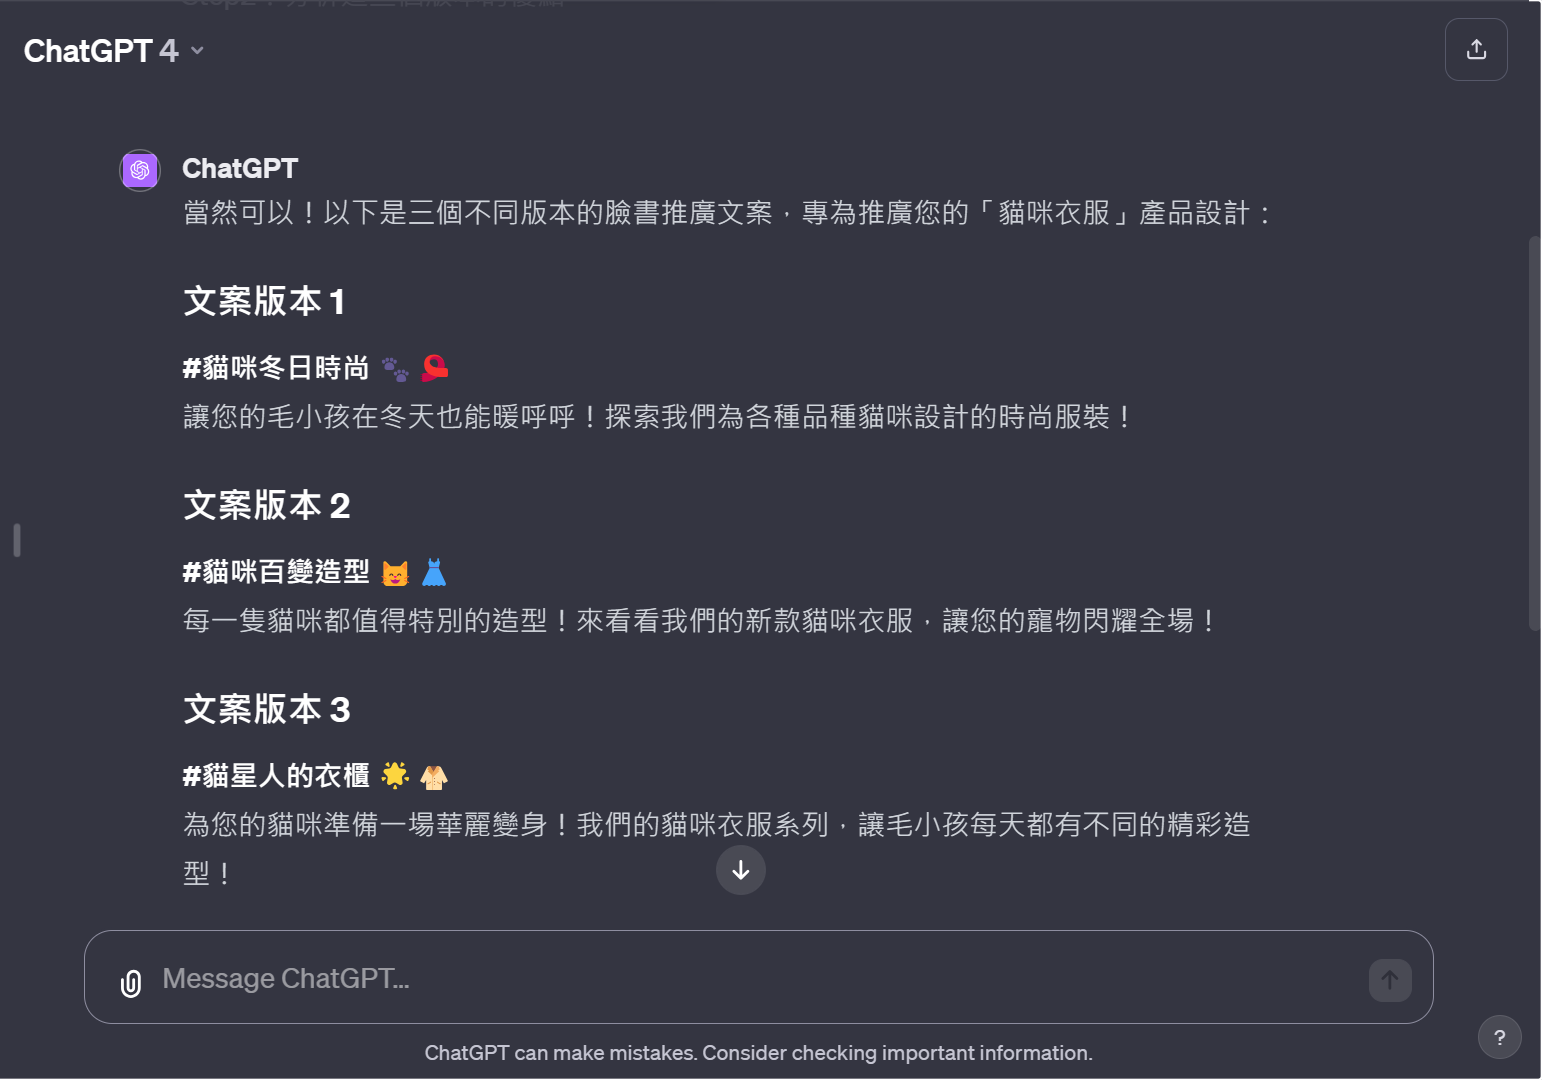 ChatGPT 4
ChatGPT
當然可以！以下是三個不同版本的臉書推廣文案，專為推廣您的「貓咪衣服」產品設計：
文案版本 1
#貓咪冬日時尚 🐾 🧣
讓您的毛小孩在冬天也能暖呼呼！探索我們為各種品種貓咪設計的時尚服裝！
文案版本 2
#貓咪百變造型 😺 👗
每一隻貓咪都值得特別的造型！來看看我們的新款貓咪衣服，讓您的寵物閃耀全場！
文案版本 3
#貓星人的衣櫃 🌟 🥼
為您的貓咪準備一場華麗變身！我們的貓咪衣服系列，讓毛小孩每天都有不同的精彩造
型！
Message ChatGPT...
ChatGPT can make mistakes. Consider checking important information.
?